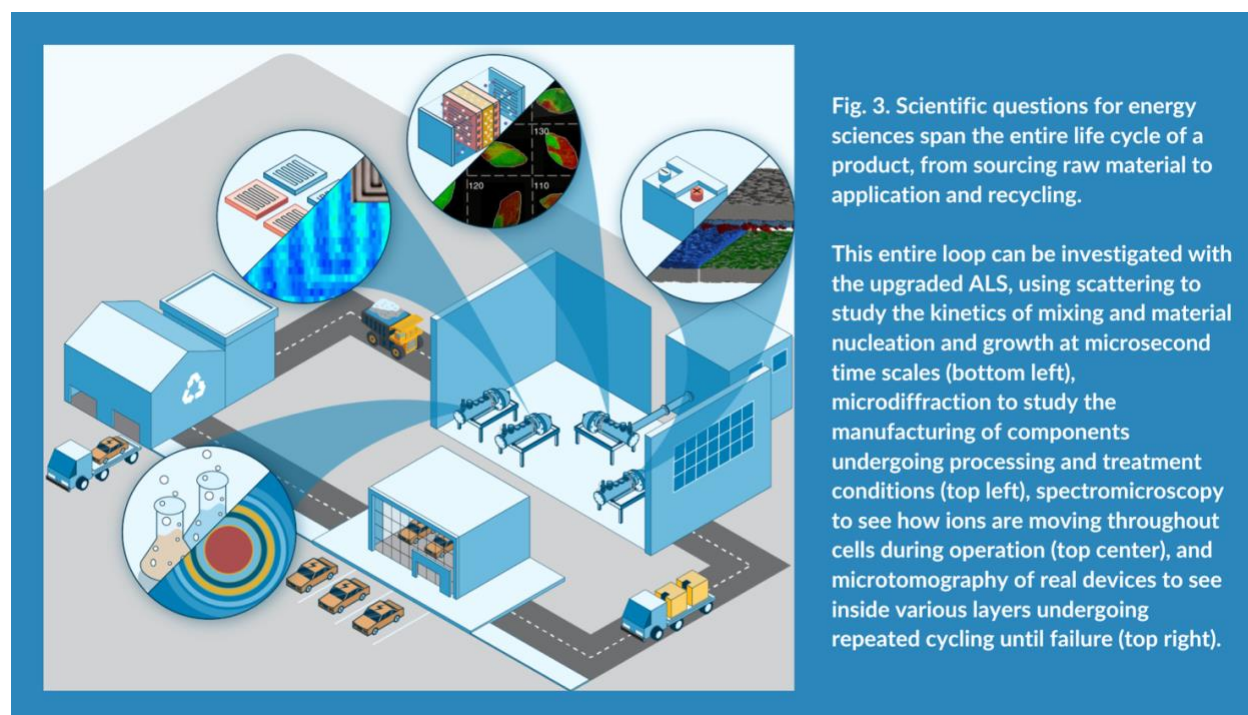 130
120
110
Fig. 3. Scientific questions for energy
sciences span the entire life cycle of a
product, from sourcing raw material to
application and recycling.
This entire loop can be investigated with
the upgraded ALS, using scattering to
study the kinetics of mixing and material
nucleation and growth at microsecond
time scales (bottom left),
microdiffraction to study the
manufacturing of components
undergoing processing and treatment
conditions (top left), spectromicroscopy
to see how ions are moving throughout
cells during operation (top center), and
microtomography of real devices to see
inside various layers undergoing
repeated cycling until failure (top right).